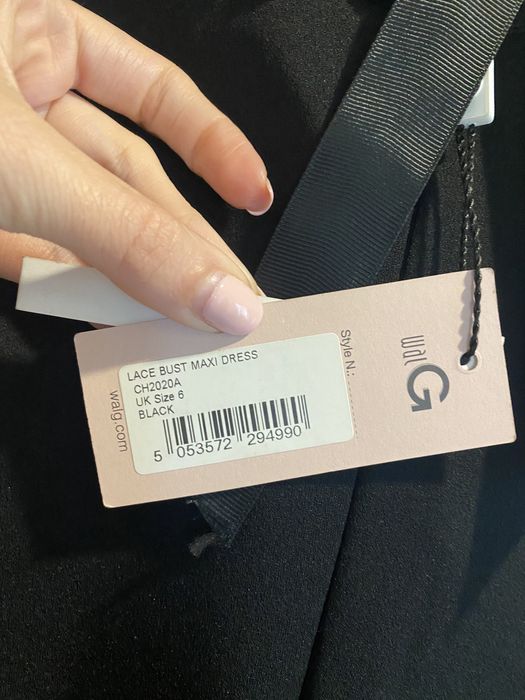 LACE BUST MAXI DRESS
CH2020A
UK Size 6
BLACK
5 053572 294990
Style N.:
walG
walg.com